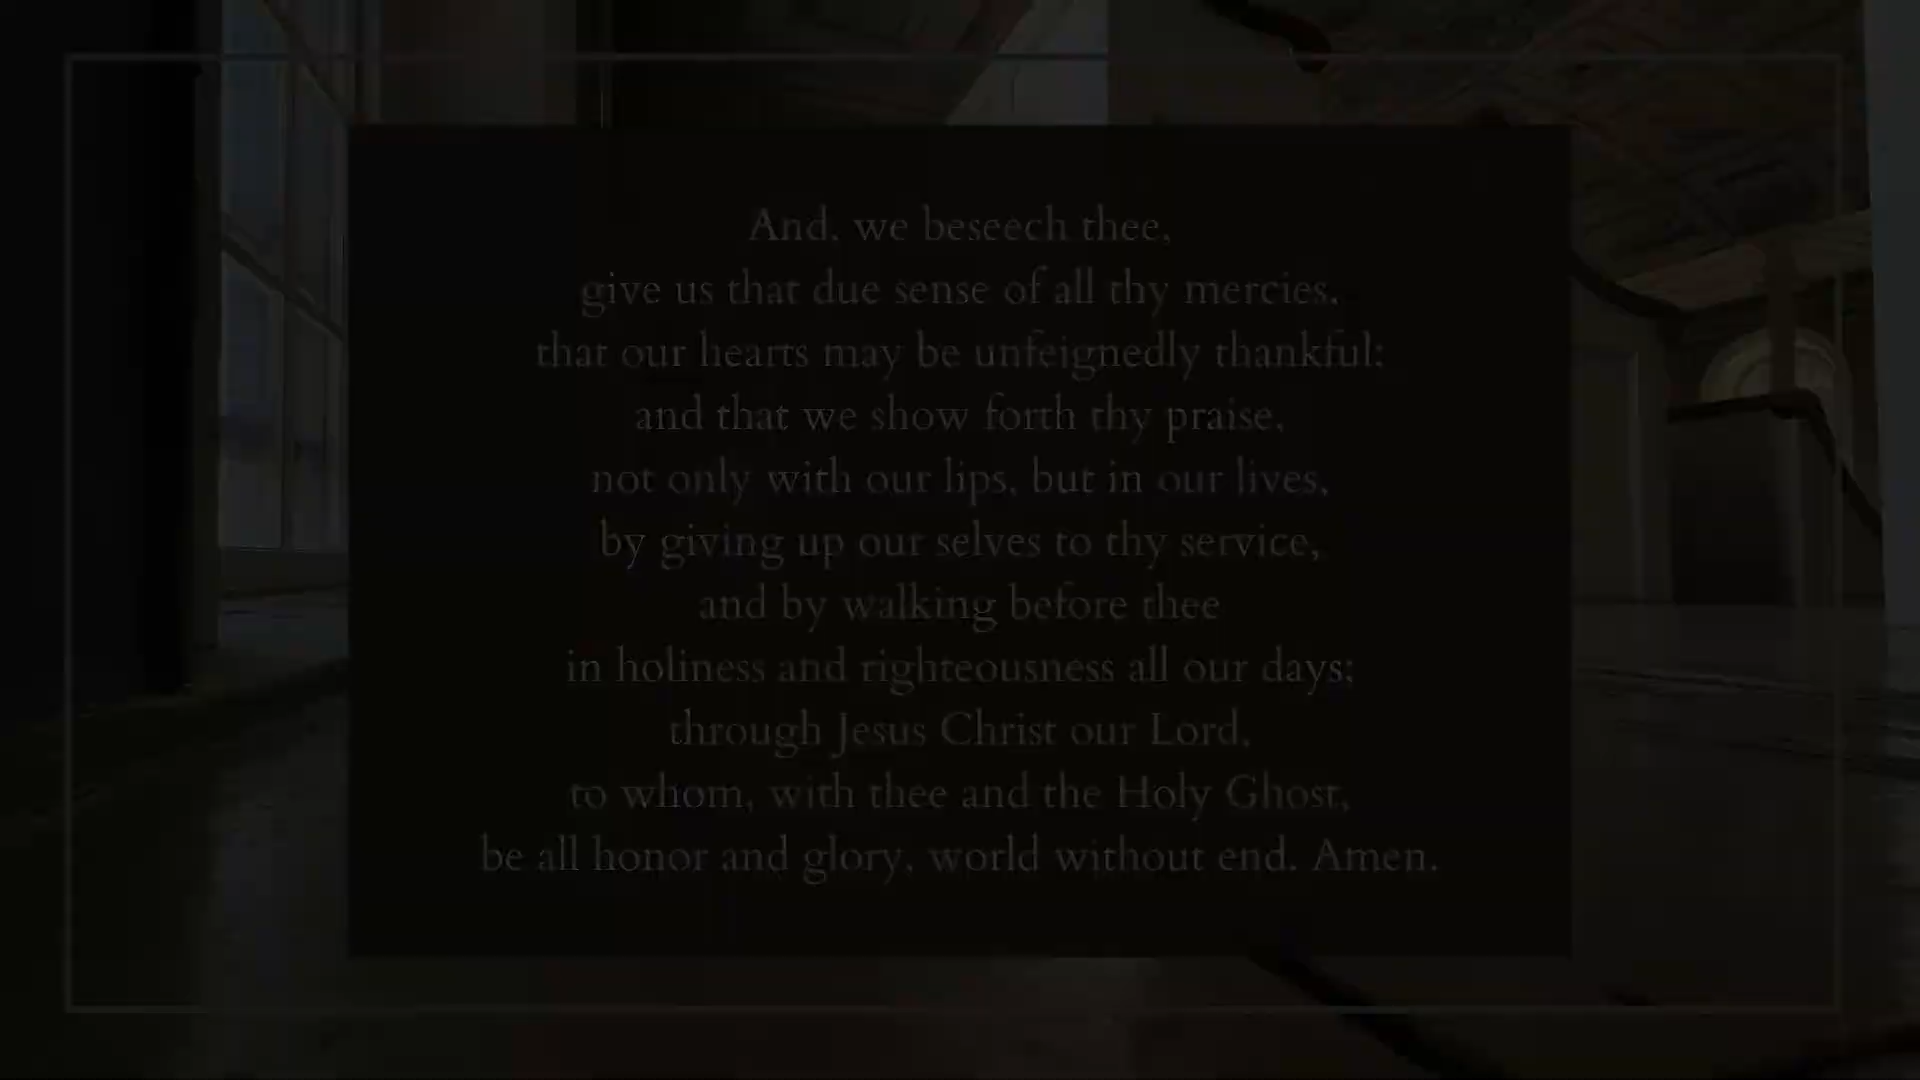 And, we beseech thee,
give us that due sense of all thy mercies,
that our hearts may be unfeignedly thankful;
and that we show forth thy praise,
not only with our lips, but in our lives,
by giving up our selves to thy service,
and by walking before thee
in holiness and righteousness all our days;
through Jesus Christ our Lord,
to whom, with thee and the Holy Ghost,
be all honor and glory, world without end. Amen.